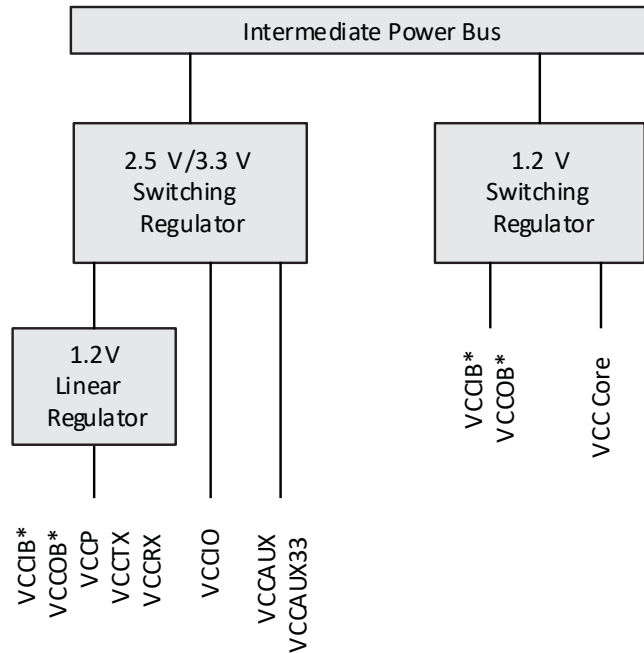 Intermediate Power Bus
2.5 V/3.3 V
Switching
Regulator
1.2 V
Switching
Regulator
1.2V
Linear
Regulator
VCCIB*
VCCOB*
VCC Core
VCCIB*
VCCOB*
VCCP
VCCTX
VCCRX
VCCIO
VCCAUX
VCCAUX33